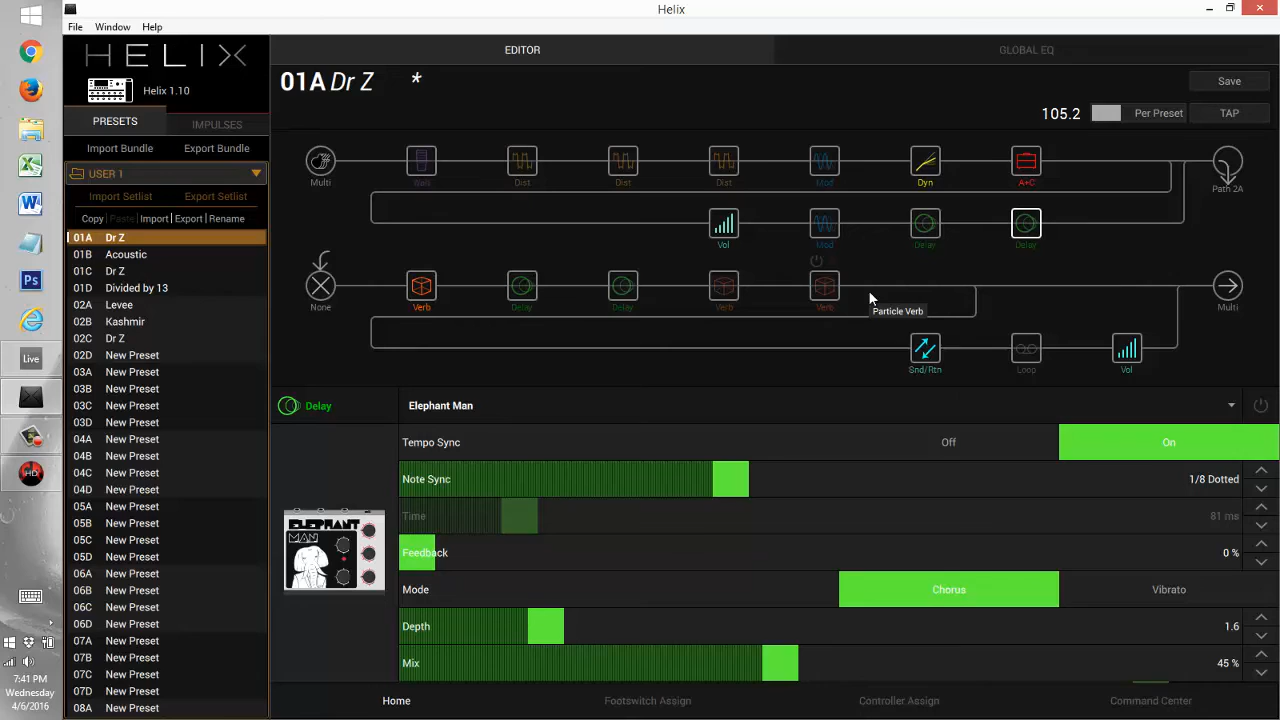 Helix
File Window Help
HELIX
Helix 1.10
PRESETS IMPULSES
Import Bundle Export Bundle
USER 1
Import Setlist Export Setlist
Copy Paste Import Export Rename
01A Dr Z
01B Acoustic
01C Dr Z
01D Divided by 13
02A Levee
02B Kashmir
02C Dr Z
02D New Preset
03A New Preset
03B New Preset
03C New Preset
03D New Preset
04A New Preset
04B New Preset
04C New Preset
04D New Preset
05A New Preset
05B New Preset
05C New Preset
05D New Preset
06A New Preset
06B New Preset
06C New Preset
06D New Preset
07A New Preset
07B New Preset
07C New Preset
07D New Preset
08A New Preset
EDITOR GLOBAL EQ
01A Dr Z *
Save
105.2 Per Preset TAP
Multi Wah Dist Dist Dist Mod Dyn A+C Path 2A
Vol Mod Delay Delay
None Verb Delay Delay Verb Verb Multi
Particle Verb
Snd/Rtn Loop Vol
Delay Elephant Man
Tempo Sync Off On
Note Sync 1/8 Dotted
Time 81 ms
Feedback 0 %
Mode Chorus Vibrato
Depth 1.6
Mix 45 %
ELEPHANT
MAN
Home Footswitch Assign Controller Assign Command Center
Live
HD
Ps
7:41 PM
Wednesday
4/6/2016